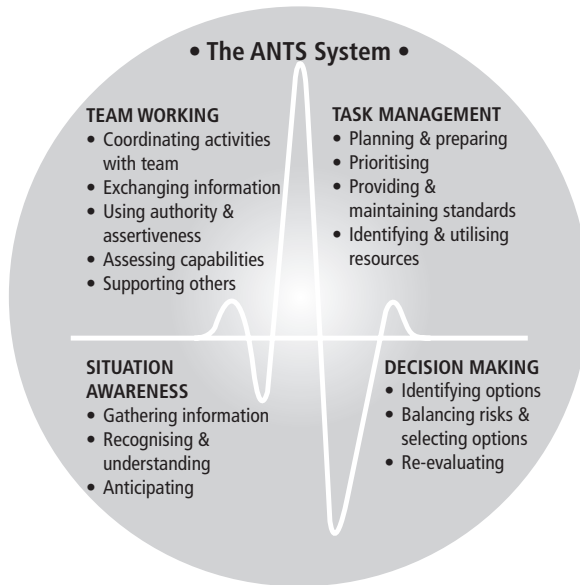 • The ANTS System •
TEAM WORKING
• Coordinating activities
with team
• Exchanging information
• Using authority &
assertiveness
• Assessing capabilities
• Supporting others
TASK MANAGEMENT
• Planning & preparing
• Prioritising
• Providing &
maintaining standards
• Identifying & utilising
resources
SITUATION
AWARENESS
• Gathering information
• Recognising &
understanding
• Anticipating
DECISION MAKING
• Identifying options
• Balancing risks &
selecting options
• Re-evaluating